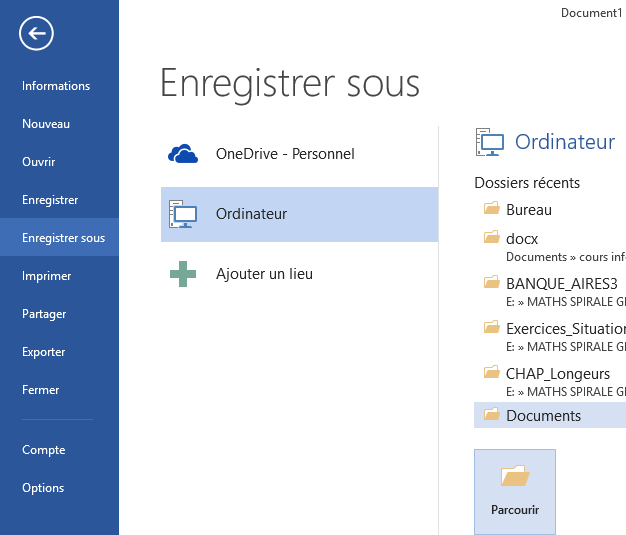 Document1
Informations
Nouveau
Ouvrir
Enregistrer
Enregistrer sous
Imprimer
Partager
Exporter
Fermer
Compte
Options
Enregistrer sous
OneDrive - Personnel
Ordinateur
Ajouter un lieu
Ordinateur
Dossiers récents
Bureau
docx
Documents » cours inf
BANQUE_AIRES3
E: » MATHS SPIRALE G
Exercices_Situation
E: » MATHS SPIRALE G
CHAP_Longeurs
E: » MATHS SPIRALE G
Documents
Parcourir